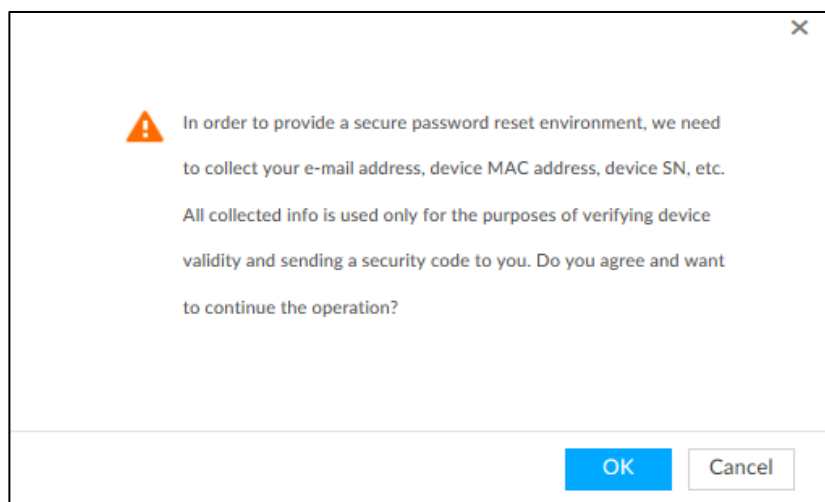 In order to provide a secure password reset environment, we need
to collect your e-mail address, device MAC address, device SN, etc.
All collected info is used only for the purposes of verifying device
validity and sending a security code to you. Do you agree and want
to continue the operation?
OK
Cancel